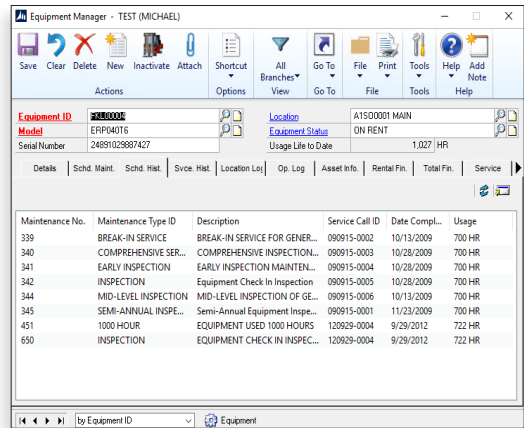 Equipment Manager - TEST (MICHAEL)
Save Clear Delete New Inactivate Attach Shortcut All Branches Go To File Print Tools Help Add Note
Actions Options View Go To File Tools Help
Equipment ID FKL00004 Location A1SO0001 MAIN
Model ERP040T6 Equipment Status ON RENT
Serial Number 24891029887427 Usage Life to Date 1,027 HR
Details Schd. Maint. Schd. Hist. Svce. Hist. Location Log Op. Log Asset Info. Rental Fin. Total Fin. Service
Maintenance No. Maintenance Type ID Description Service Call ID Date Compl... Usage
339 BREAK-IN SERVICE BREAK-IN SERVICE FOR GENER... 090915-0002 10/13/2009 700 HR
340 COMPREHENSIVE SER... COMPREHENSIVE INSPECTION... 090915-0003 10/28/2009 700 HR
341 EARLY INSPECTION EARLY INSPECTION MAINTEN... 090915-0004 10/28/2009 700 HR
342 INSPECTION Equipment Check In Inspection 090915-0005 10/28/2009 700 HR
344 MID-LEVEL INSPECTION MID-LEVEL INSPECTION OF GE... 090915-0006 10/13/2009 700 HR
345 SEMI-ANNUAL INSPE... Semi-Annual Equipment Inspe... 090915-0001 11/23/2009 700 HR
451 1000 HOUR EQUIPMENT USED 1000 HOURS 120929-0004 9/29/2012 722 HR
650 INSPECTION EQUIPMENT CHECK IN INSPEC... 120929-0004 9/29/2012 722 HR
by Equipment ID Equipment